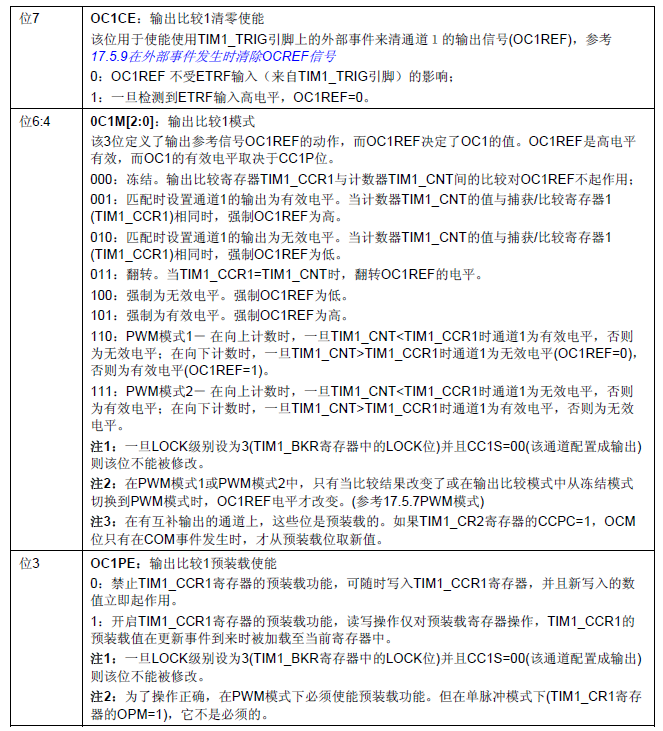 位7
OC1CE：输出比较1清零使能
该位用于使能使用TIM1_TRIG引脚上的外部事件来清通道１的输出信号(OC1REF)，参考
17.5.9在外部事件发生时清除OCREF信号
0：OC1REF 不受ETRF输入（来自TIM1_TRIG引脚）的影响；
1：一旦检测到ETRF输入高电平，OC1REF=0。
位6:4
0C1M[2:0]：输出比较1模式
该3位定义了输出参考信号OC1REF的动作，而OC1REF决定了OC1的值。OC1REF是高电平
有效，而OC1的有效电平取决于CC1P位。
000：冻结。输出比较寄存器TIM1_CCR1与计数器TIM1_CNT间的比较对OC1REF不起作用；
001：匹配时设置通道1的输出为有效电平。当计数器TIM1_CNT的值与捕获/比较寄存器1
(TIM1_CCR1)相同时，强制OC1REF为高。
010：匹配时设置通道1的输出为无效电平。当计数器TIM1_CNT的值与捕获/比较寄存器1
(TIM1_CCR1)相同时，强制OC1REF为低。
011：翻转。当TIM1_CCR1=TIM1_CNT时，翻转OC1REF的电平。
100：强制为无效电平。强制OC1REF为低。
101：强制为有效电平。强制OC1REF为高。
110：PWM模式1－ 在向上计数时，一旦TIM1_CNT<TIM1_CCR1时通道1为有效电平，否则
为无效电平；在向下计数时，一旦TIM1_CNT>TIM1_CCR1时通道1为无效电平(OC1REF=0)，
否则为有效电平(OC1REF=1)。
111：PWM模式2－ 在向上计数时，一旦TIM1_CNT<TIM1_CCR1时通道1为无效电平，否则
为有效电平；在向下计数时，一旦TIM1_CNT>TIM1_CCR1时通道1为有效电平，否则为无效
电平。
注1：一旦LOCK级别设为3(TIM1_BKR寄存器中的LOCK位)并且CC1S=00(该通道配置成输出)
则该位不能被修改。
注2：在PWM模式1或PWM模式2中，只有当比较结果改变了或在输出比较模式中从冻结模式
切换到PWM模式时，OC1REF电平才改变。(参考17.5.7PWM模式)
注3：在有互补输出的通道上，这些位是预装载的。如果TIM1_CR2寄存器的CCPC=1，OCM
位只有在COM事件发生时，才从预装载位取新值。
位3
OC1PE：输出比较1预装载使能
0：禁止TIM1_CCR1寄存器的预装载功能，可随时写入TIM1_CCR1寄存器，并且新写入的数
值立即起作用。
1：开启TIM1_CCR1寄存器的预装载功能，读写操作仅对预装载寄存器操作，TIM1_CCR1的
预装载值在更新事件到来时被加载至当前寄存器中。
注1：一旦LOCK级别设为3(TIM1_BKR寄存器中的LOCK位)并且CC1S=00(该通道配置成输出)
则该位不能被修改。
注2：为了操作正确，在PWM模式下必须使能预装载功能。但在单脉冲模式下(TIM1_CR1寄存
器的OPM=1)，它不是必须的。